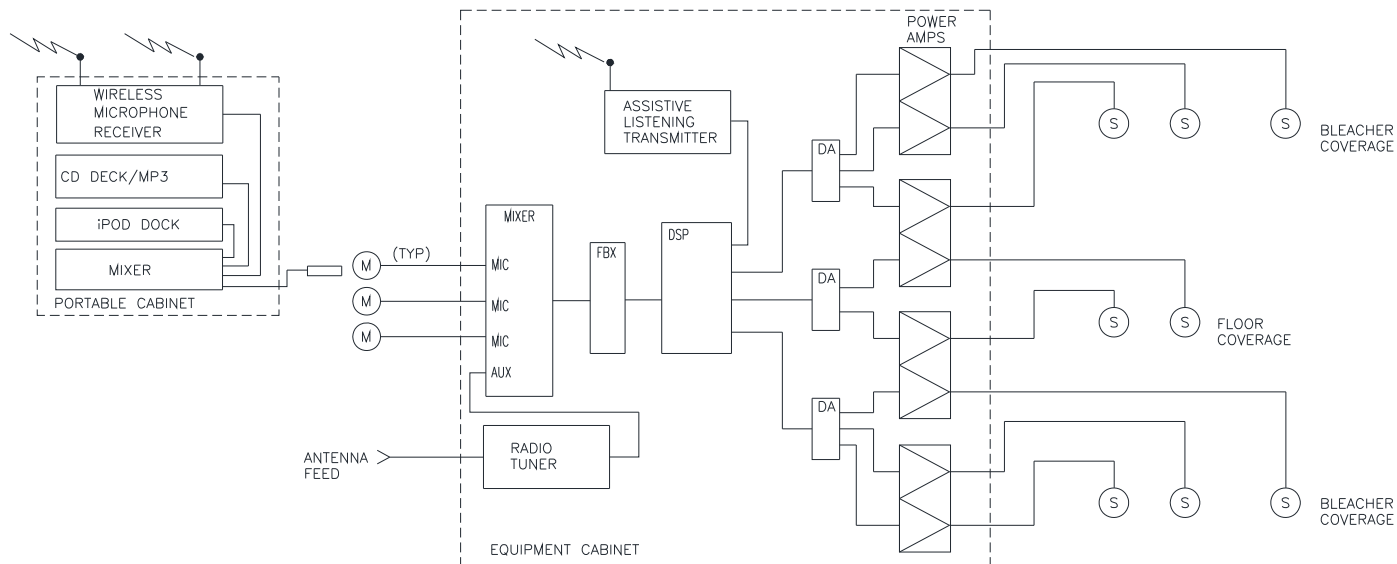 WIRELESS
MICROPHONE
RECEIVER
CD DECK/MP3
iPOD DOCK
MIXER
PORTABLE CABINET
M
(TYP)
M
M
ANTENNA
FEED
ASSISTIVE
LISTENING
TRANSMITTER
MIXER
MIC
MIC
MIC
AUX
FBX
DSP
RADIO
TUNER
EQUIPMENT CABINET
DA
DA
DA
POWER
AMPS
S
S
S
BLEACHER
COVERAGE
S
S
FLOOR
COVERAGE
S
S
S
BLEACHER
COVERAGE